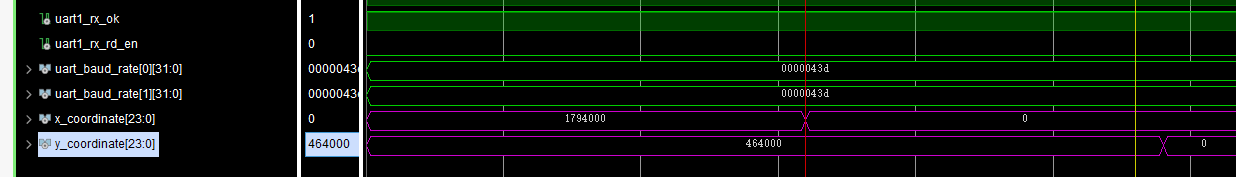 uart1_rx_ok 1
uart1_rx_rd_en 0
uart_baud_rate[0][31:0] 0000043d 0000043d
uart_baud_rate[1][31:0] 0000043d 0000043d
x_coordinate[23:0] 0 1794000 0
y_coordinate[23:0] 464000 464000 0